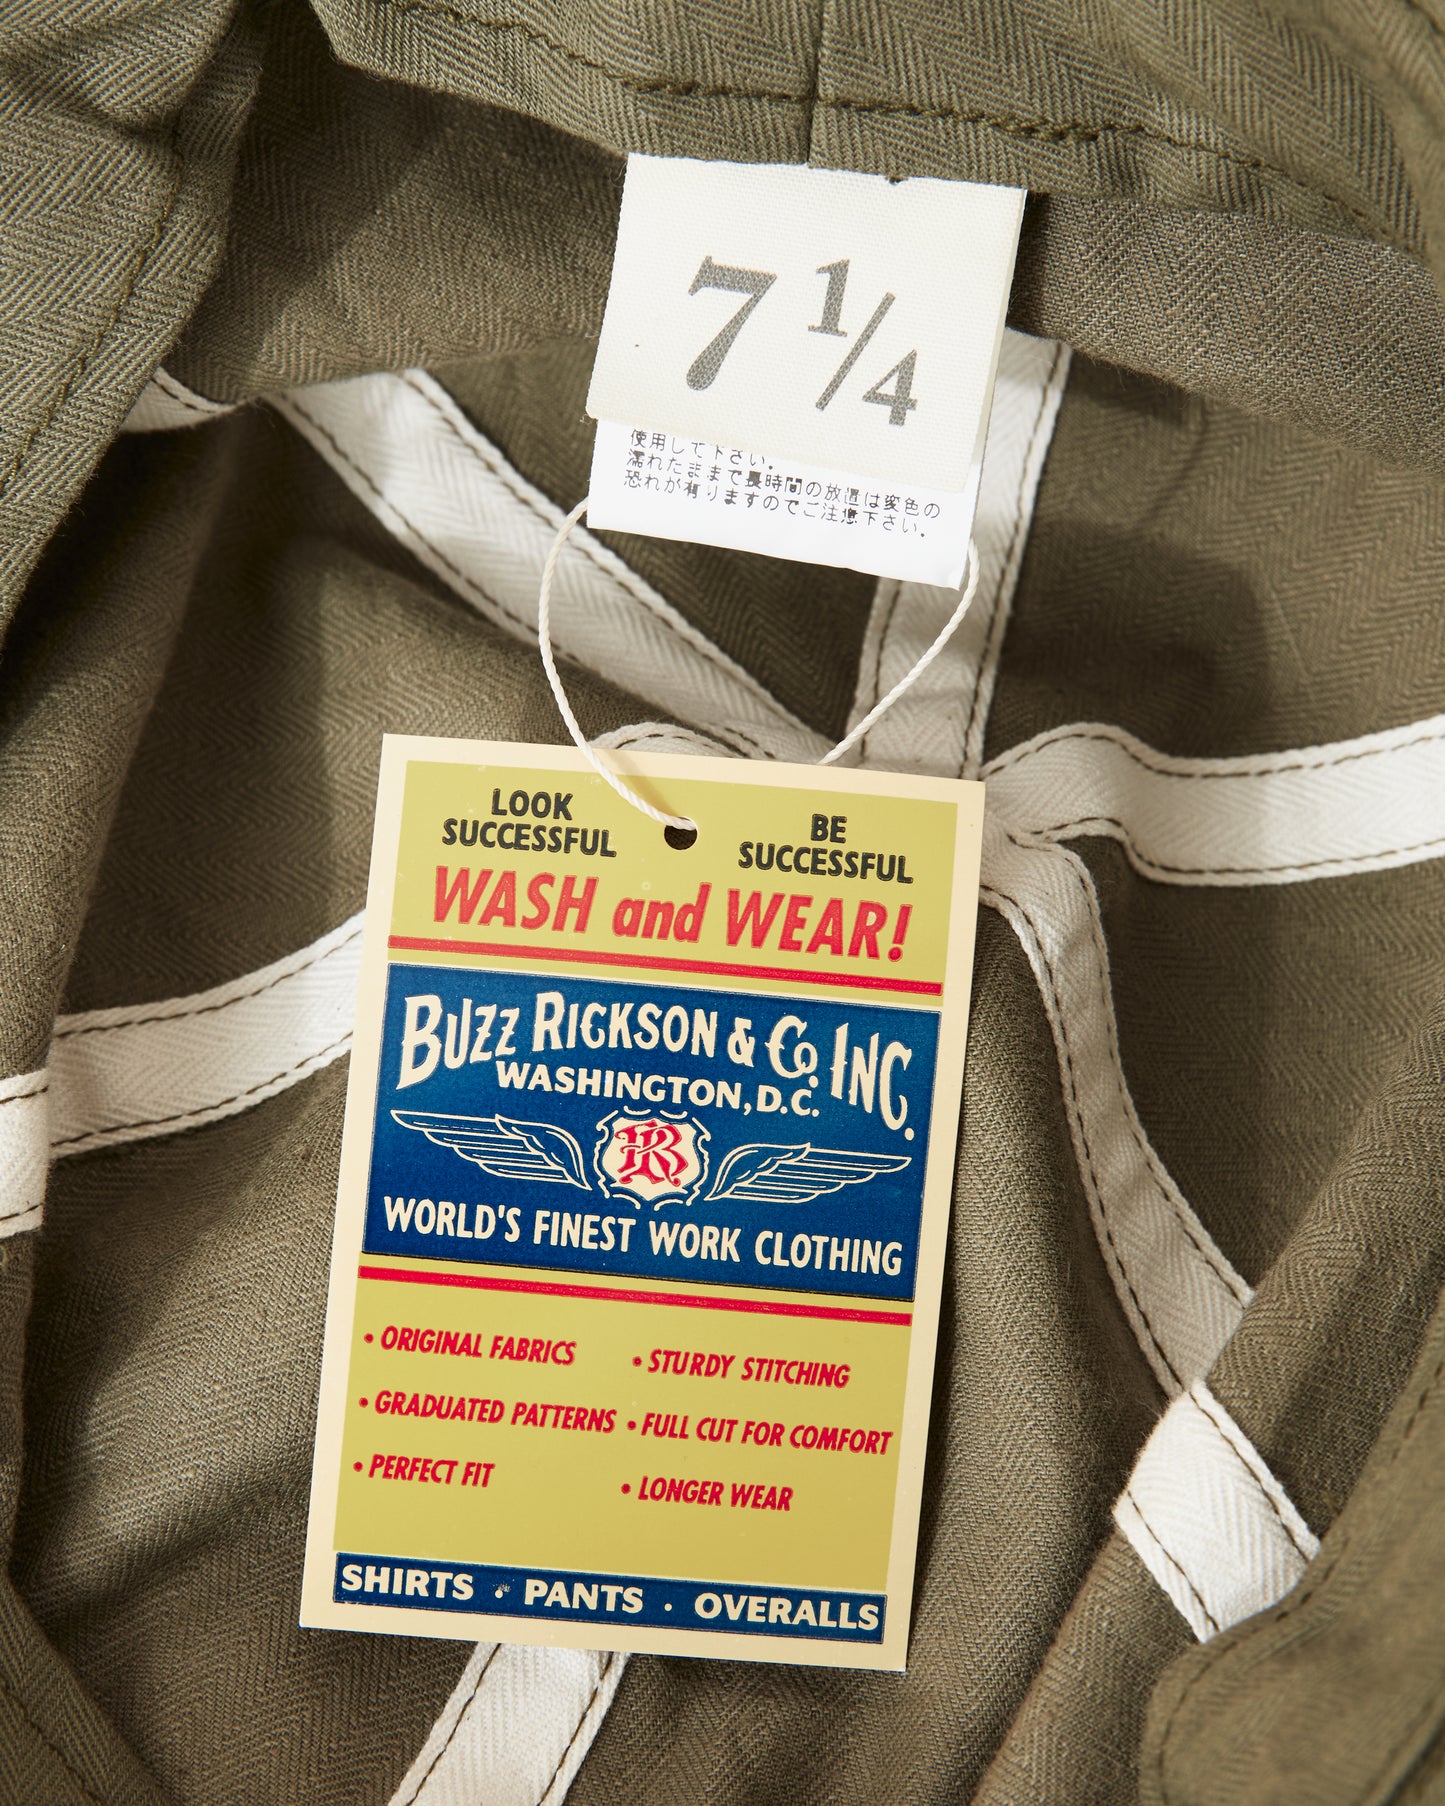 7 1/4
使用して下さい。
濡れたままで長時間の放置は変色の
恐れが有りますのでご注意下さい。
LOOK
SUCCESSFUL
BE
SUCCESSFUL
WASH and WEAR!
BUZZ RICKSON & Co. INC.
WASHINGTON, D.C.
BR
WORLD'S FINEST WORK CLOTHING
• ORIGINAL FABRICS
• GRADUATED PATTERNS
• PERFECT FIT
• STURDY STITCHING
• FULL CUT FOR COMFORT
• LONGER WEAR
SHIRTS · PANTS · OVERALLS